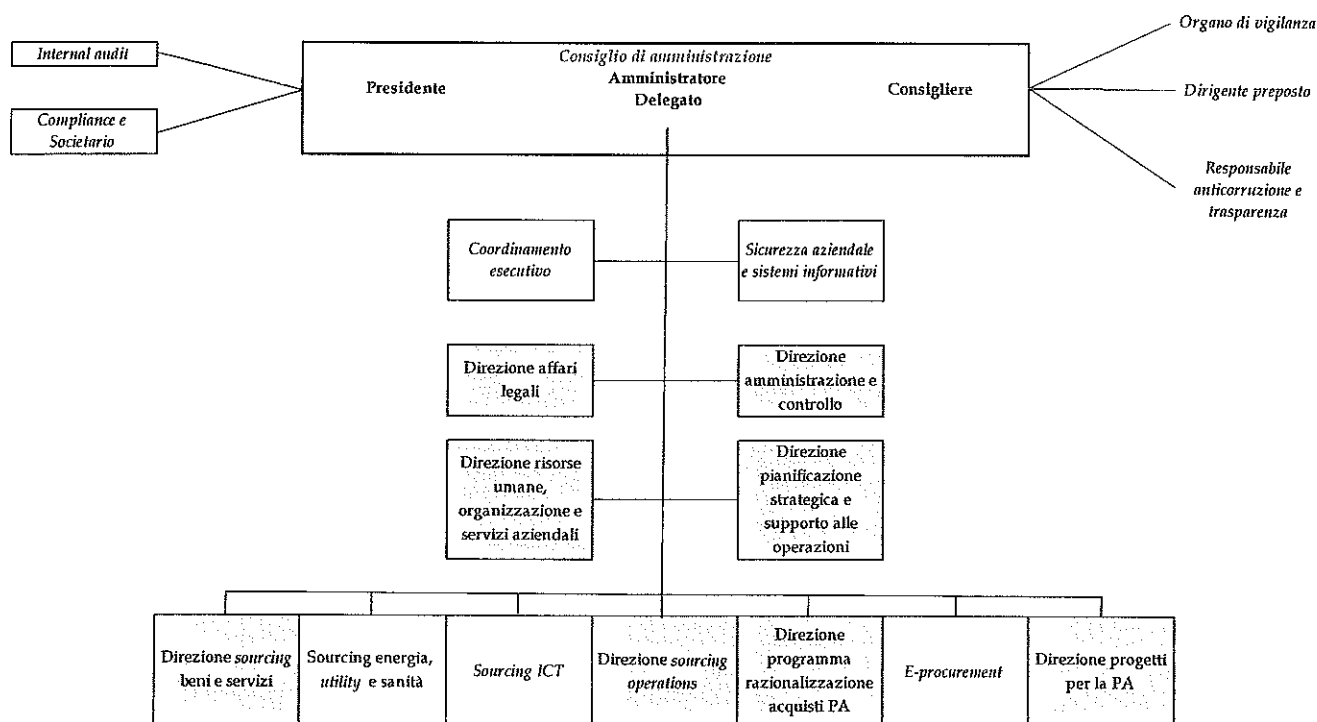 Organo di vigilanza
Internal audit
Consiglio di amministrazione
Presidente
Amministratore
Delegato
Consigliere
Dirigente preposto
Compliance e
Societario
Responsabile
anticorruzione e
trasparenza
Coordinamento
esecutivo
Sicurezza aziendale
e sistemi informativi
Direzione affari
legali
Direzione
amministrazione e
controllo
Direzione risorse
umane,
organizzazione e
servizi aziendali
Direzione
pianificazione
strategica e
supporto alle
operazioni
Direzione sourcing
beni e servizi
Sourcing energia,
utility e sanità
Sourcing ICT
Direzione sourcing
operations
Direzione
programma
razionalizzazione
acquisti PA
E-procurement
Direzione progetti
per la PA